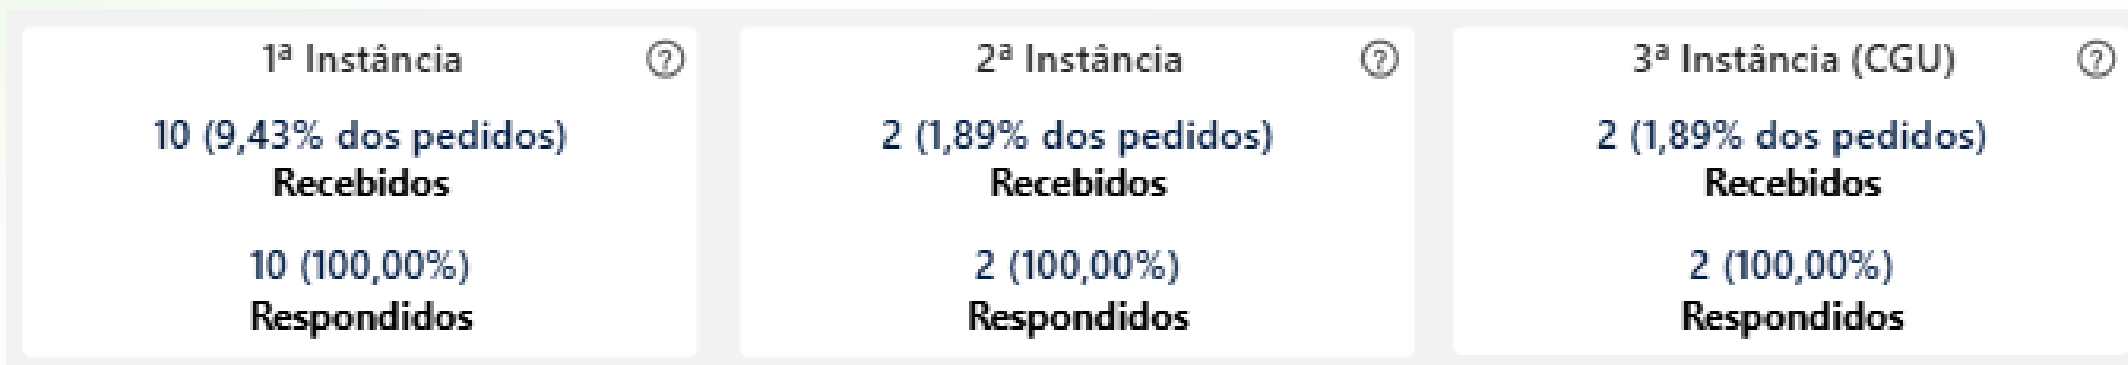 1ª Instância
10 (9,43% dos pedidos)
Recebidos
10 (100,00%)
Respondidos
2ª Instância
2 (1,89% dos pedidos)
Recebidos
2 (100,00%)
Respondidos
3ª Instância (CGU)
2 (1,89% dos pedidos)
Recebidos
2 (100,00%)
Respondidos